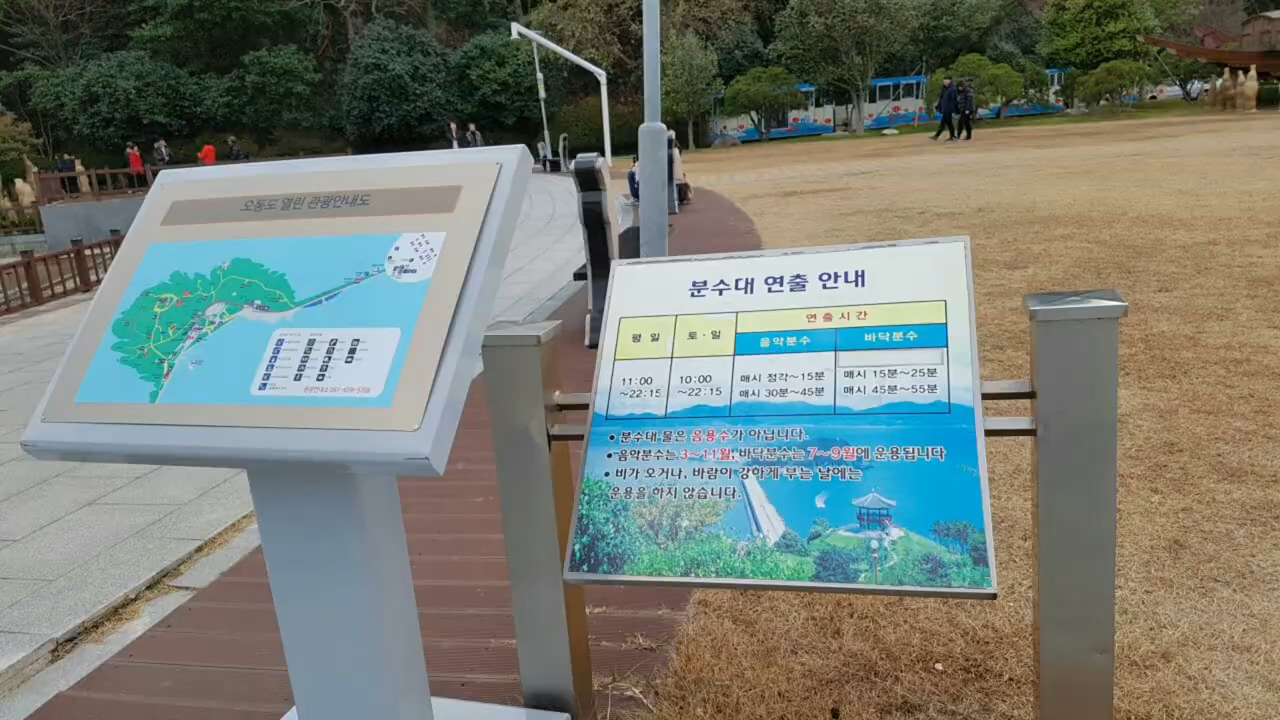 오동도 열린 관광안내도
분수대 연출 안내
평 일
토·일
연출시간
음악분수
바닥분수
11:00
~22:15
10:00
~22:15
매시 정각~15분
매시 30분~45분
매시 15분~25분
매시 45분~55분
• 분수대 물은 음용수가 아닙니다.
• 음악분수는 3~11월, 바닥분수는 7~9월에 운용됩니다
• 비가 오거나, 바람이 강하게 부는 날에는
운용을 하지 않습니다.